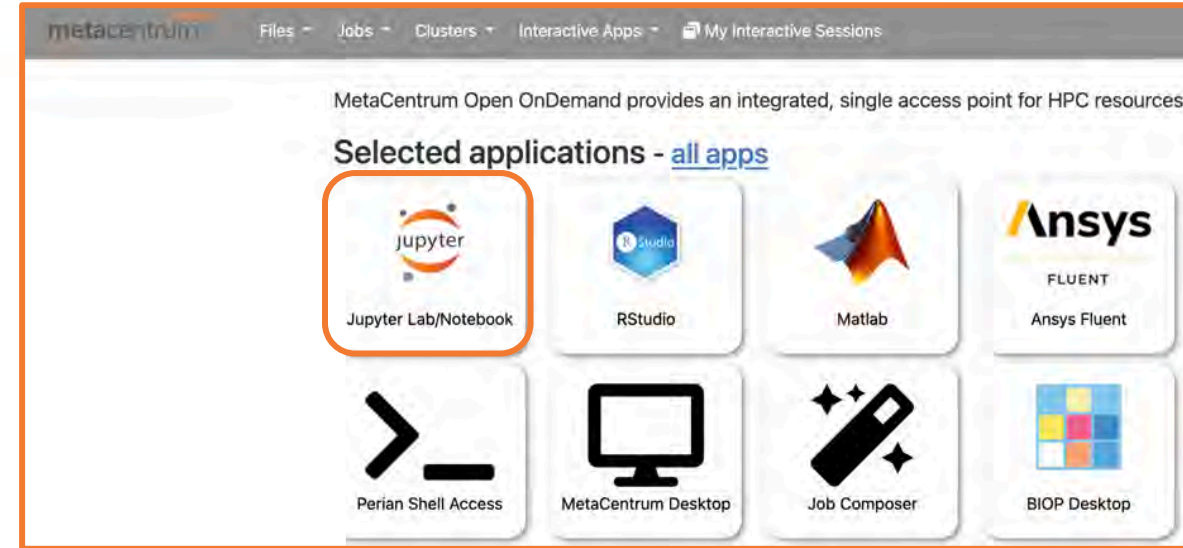 metacentrum Files Jobs Clusters Interactive Apps My Interactive Sessions
MetaCentrum Open OnDemand provides an integrated, single access point for HPC resources
Selected applications - all apps
jupyter
R Studio
Ansys
FLUENT
Jupyter Lab/Notebook
RStudio
Matlab
Ansys Fluent
Perian Shell Access
MetaCentrum Desktop
Job Composer
BIOP Desktop